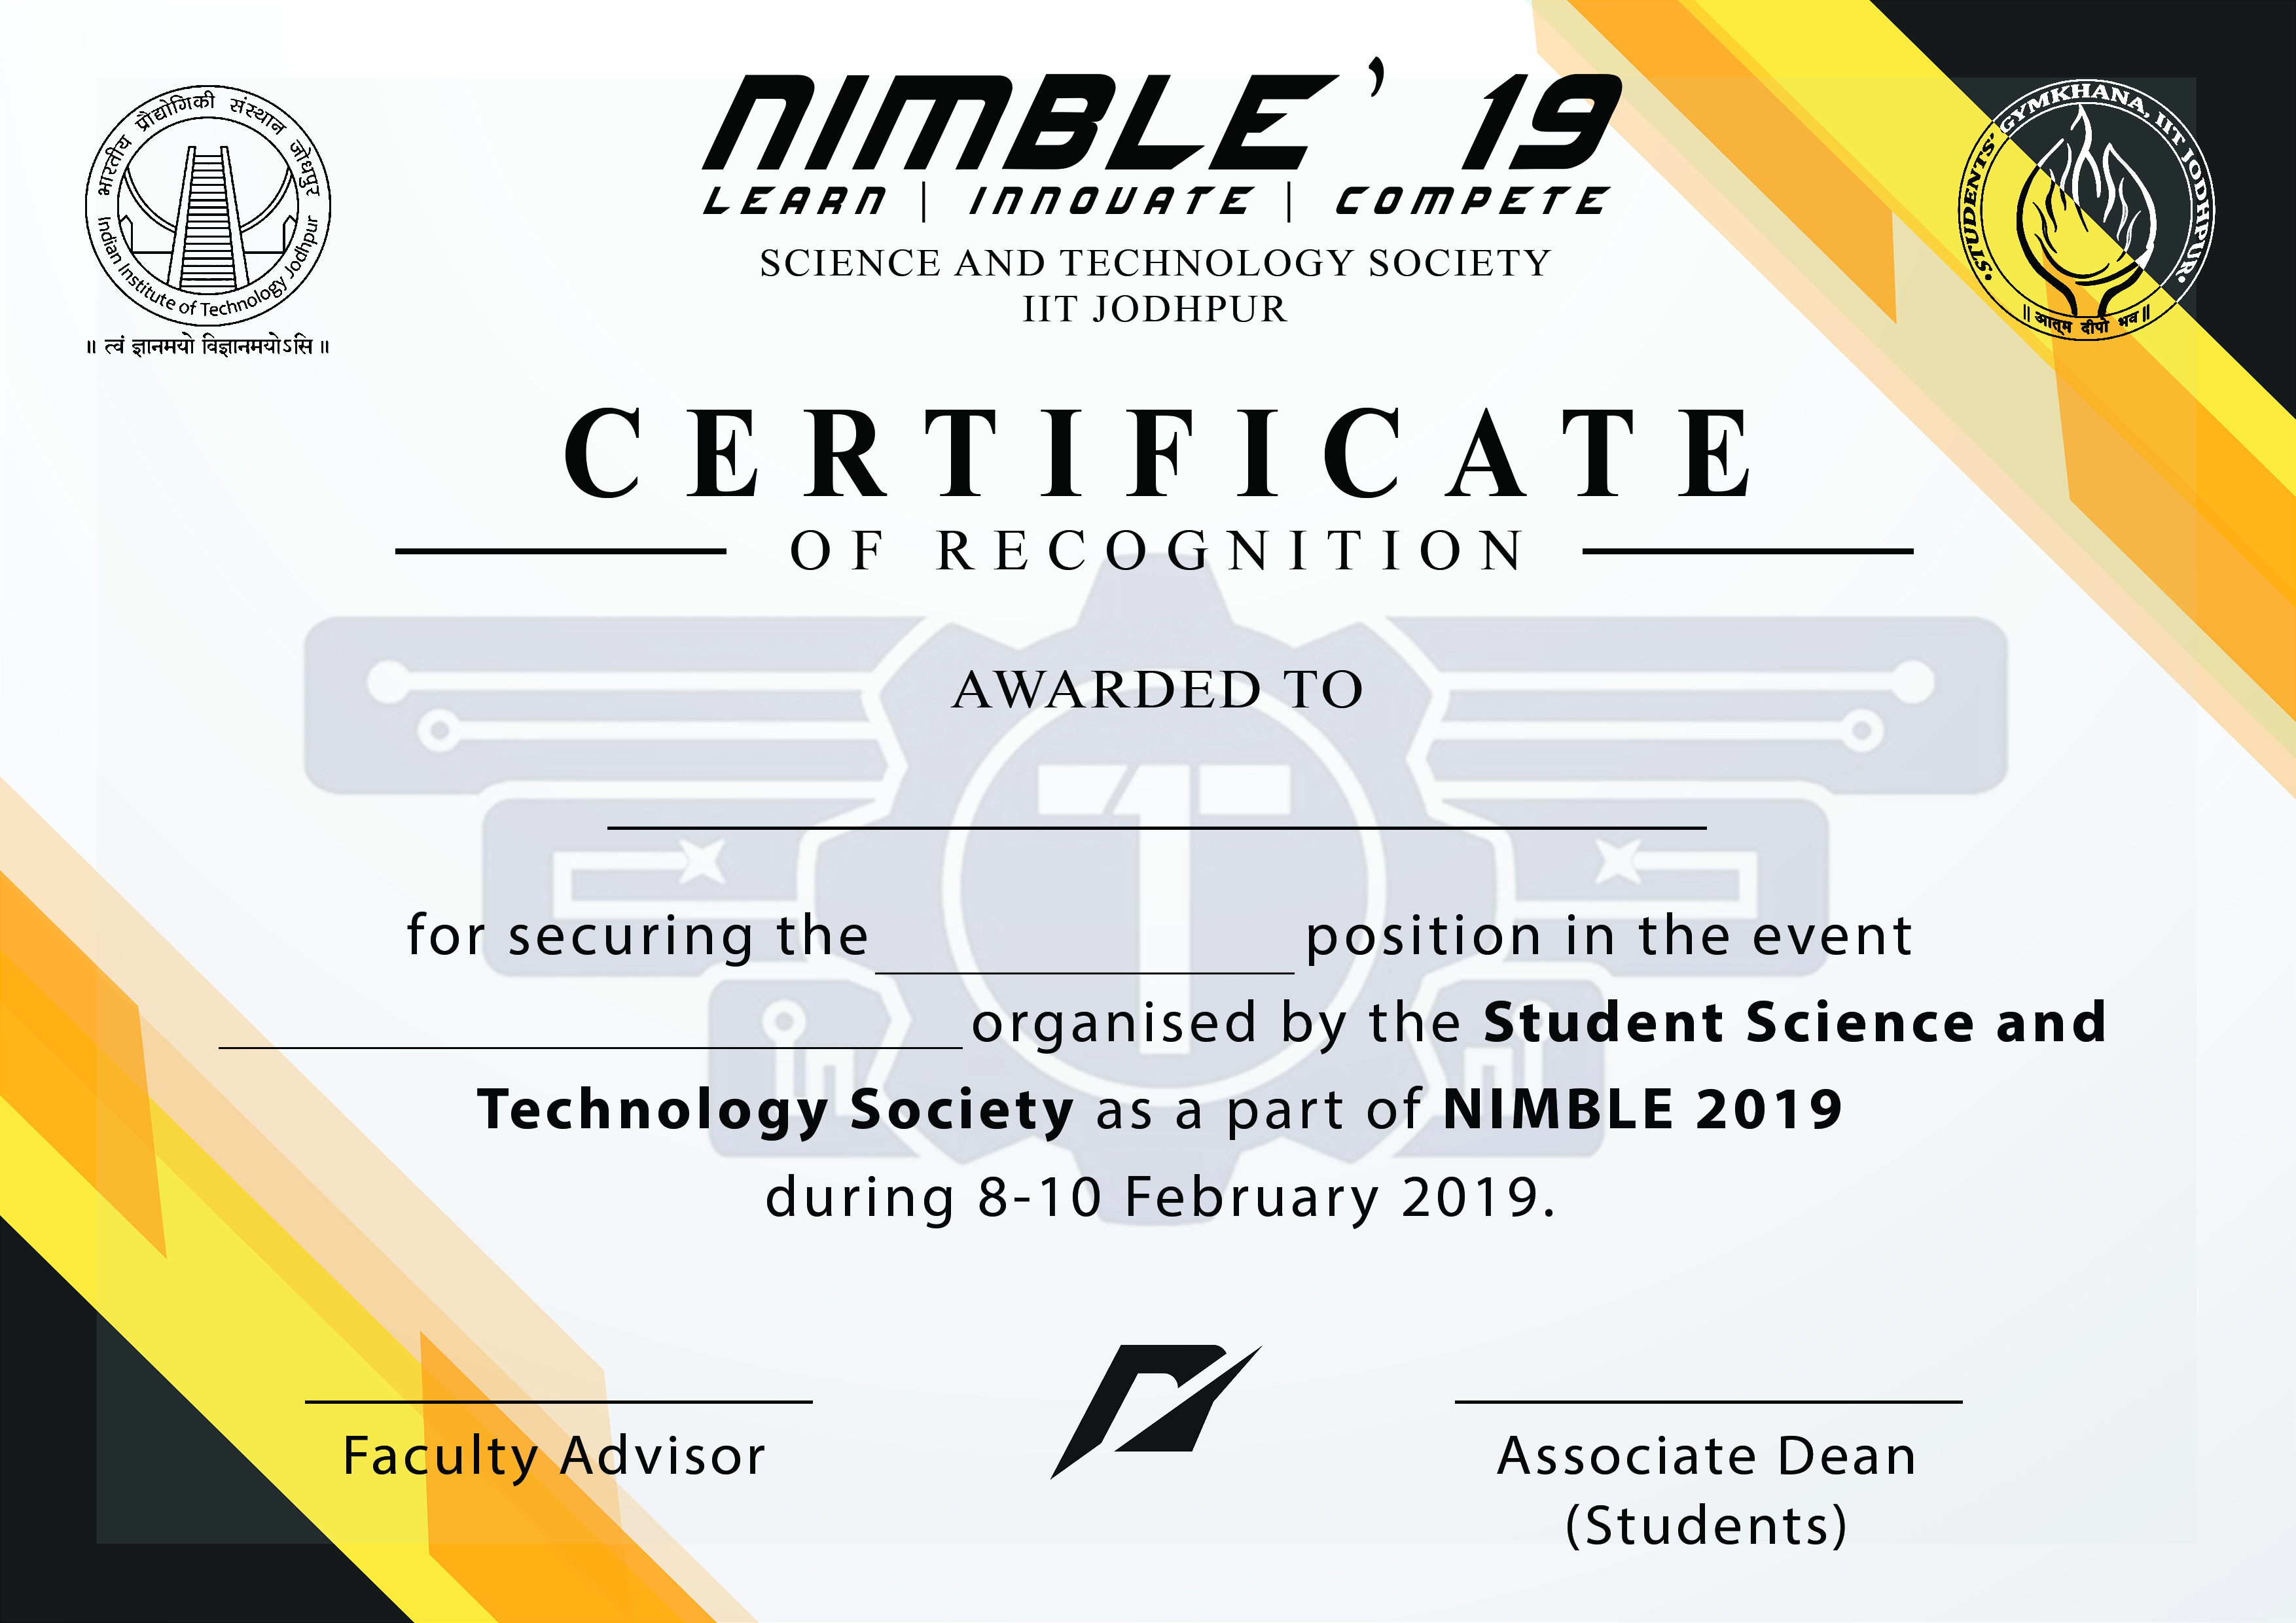 NIMBLE' 19
LEARN | INNOVATE | COMPETE
SCIENCE AND TECHNOLOGY SOCIETY
IIT JODHPUR
भारतीय प्रौद्योगिकी संस्थान जोधपुर
Indian Institute of Technology Jodhpur
॥ त्वं ज्ञानमयो विज्ञानमयोऽसि ॥
•STUDENTS' GYMKHANA, IIT JODHPUR•
॥ आत्म दीपो भव ॥
CERTIFICATE
OF RECOGNITION
AWARDED TO
for securing the position in the event
organised by the Student Science and
Technology Society as a part of NIMBLE 2019
during 8-10 February 2019.
Faculty Advisor
Associate Dean
(Students)